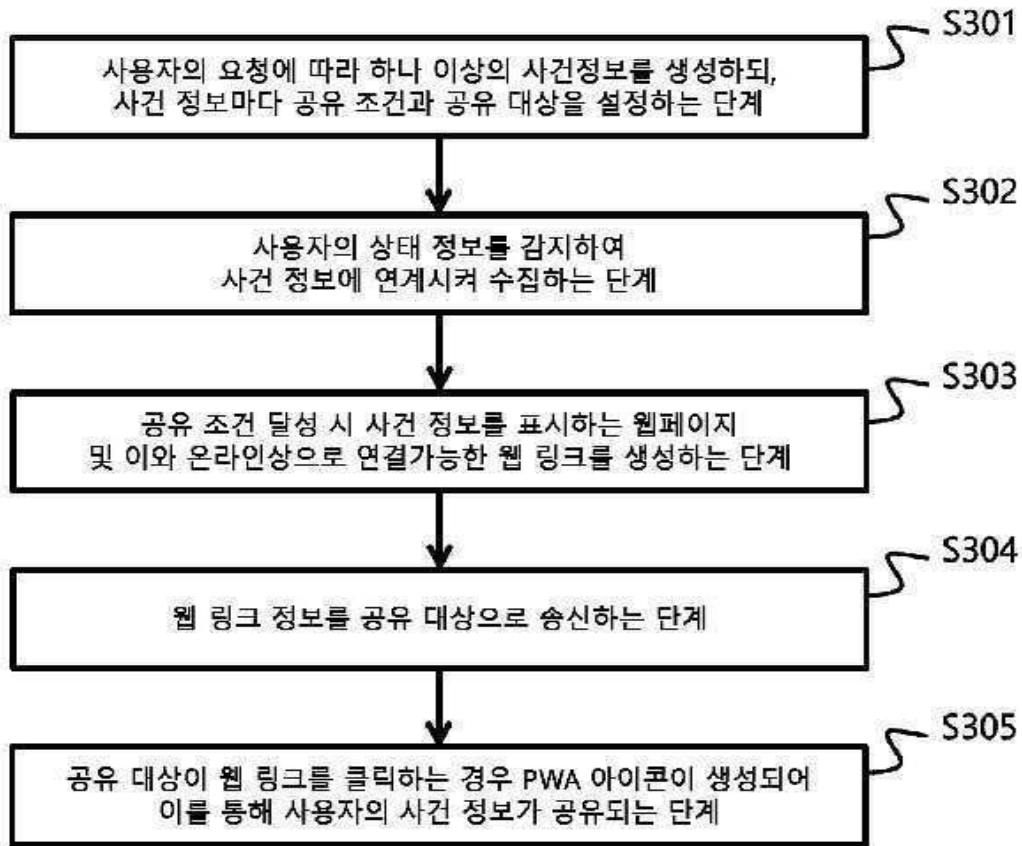 S301
사용자의 요청에 따라 하나 이상의 사건정보를 생성하되,
사건 정보마다 공유 조건과 공유 대상을 설정하는 단계
S302
사용자의 상태 정보를 감지하여
사건 정보에 연계시켜 수집하는 단계
S303
공유 조건 달성 시 사건 정보를 표시하는 웹페이지
및 이와 온라인상으로 연결가능한 웹 링크를 생성하는 단계
S304
웹 링크 정보를 공유 대상으로 송신하는 단계
S305
공유 대상이 웹 링크를 클릭하는 경우 PWA 아이콘이 생성되어
이를 통해 사용자의 사건 정보가 공유되는 단계